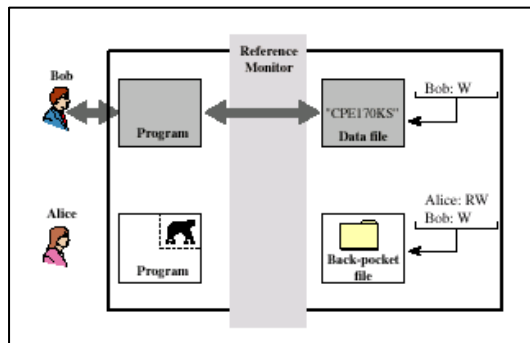 Reference
Monitor
Bob
Program
"CPE170KS"
Data file
Bob: W
Alice
Program
Back-pocket
file
Alice: RW
Bob: W